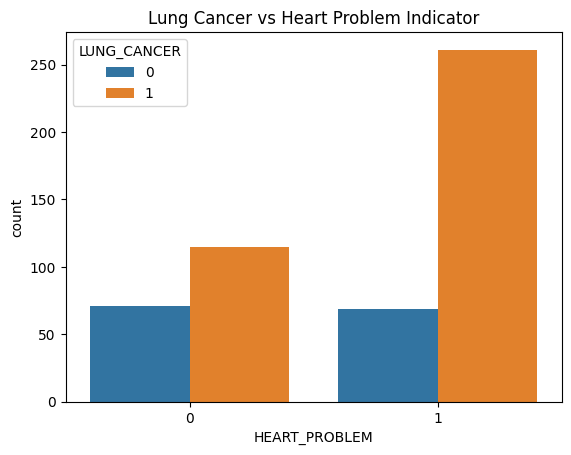 Lung Cancer vs Heart Problem Indicator
LUNG_CANCER
0
1
250
200
150
100
50
0
count
0 1
HEART_PROBLEM